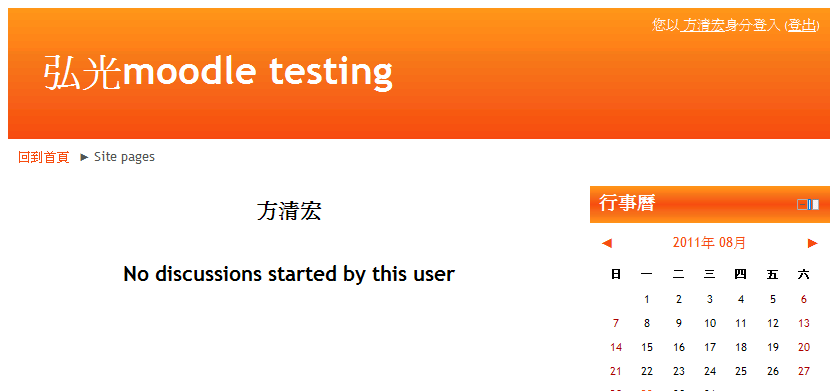 您以 方清宏身分登入 (登出)
弘光moodle testing
回到首頁 ► Site pages
方清宏
No discussions started by this user
行事曆
◄ 2011年 08月 ►
日 一 二 三 四 五 六
1 2 3 4 5 6
7 8 9 10 11 12 13
14 15 16 17 18 19 20
21 22 23 24 25 26 27